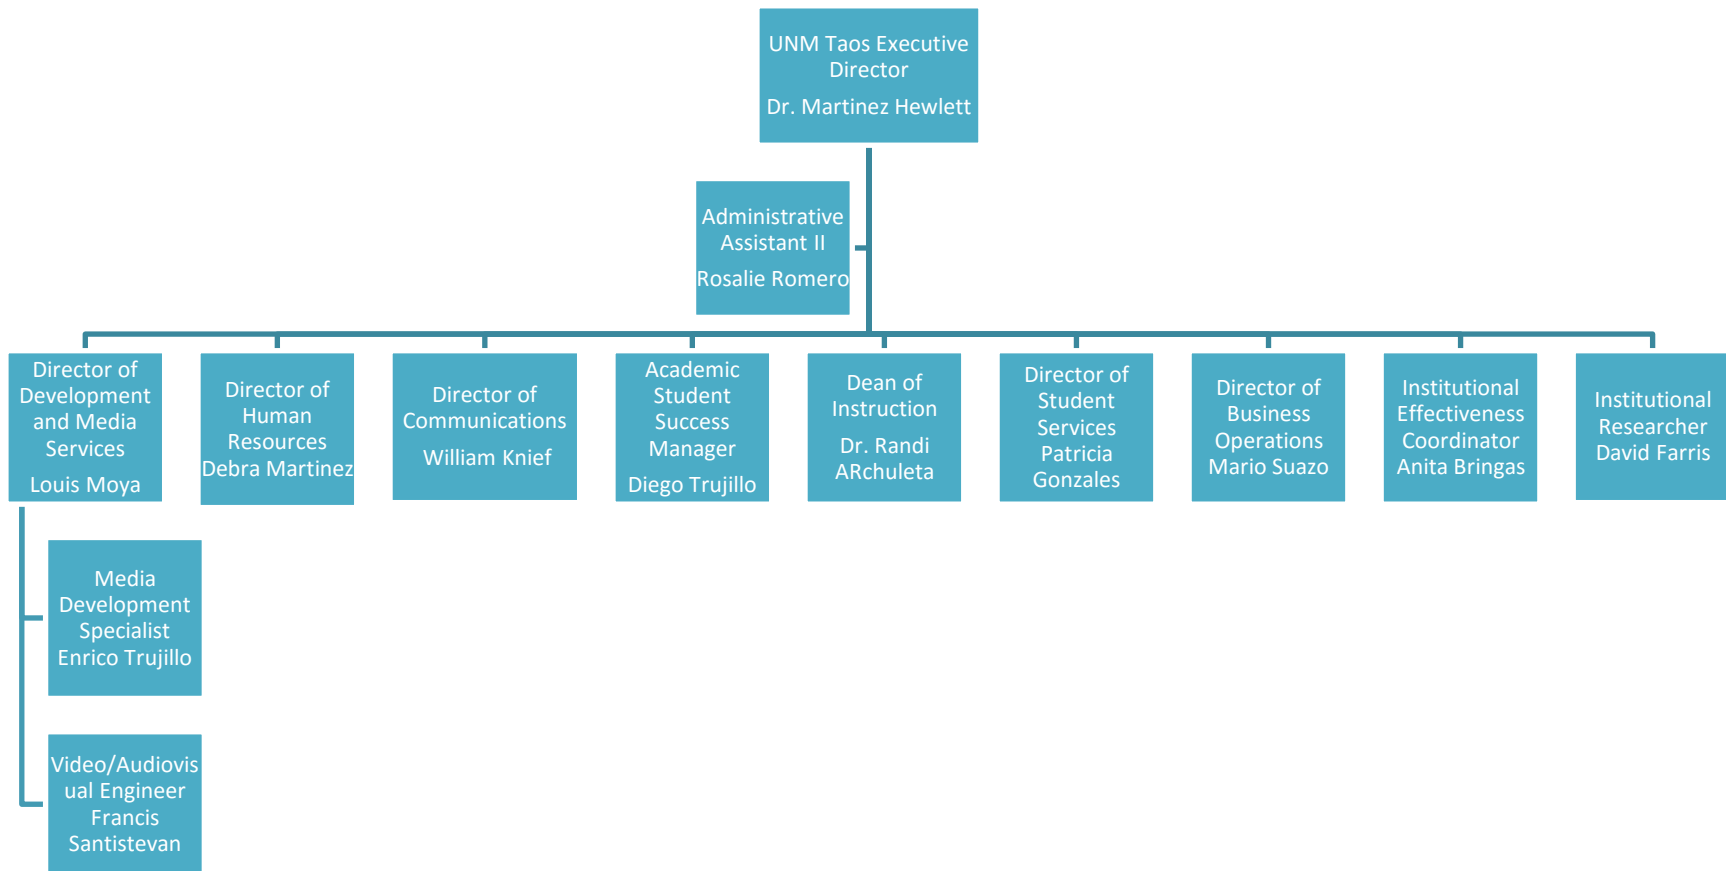 UNM Taos Executive
Director
Dr. Martinez Hewlett
Administrative
Assistant II
Rosalie Romero
Director of
Development
and Media
Services
Louis Moya
Director of
Human
Resources
Debra Martinez
Director of
Communications
William Knief
Academic
Student
Success
Manager
Diego Trujillo
Dean of
Instruction
Dr. Randi
ARchuleta
Director of
Student
Services
Patricia
Gonzales
Director of
Business
Operations
Mario Suazo
Institutional
Effectiveness
Coordinator
Anita Bringas
Institutional
Researcher
David Farris
Media
Development
Specialist
Enrico Trujillo
Video/Audiovis
ual Engineer
Francis
Santistevan